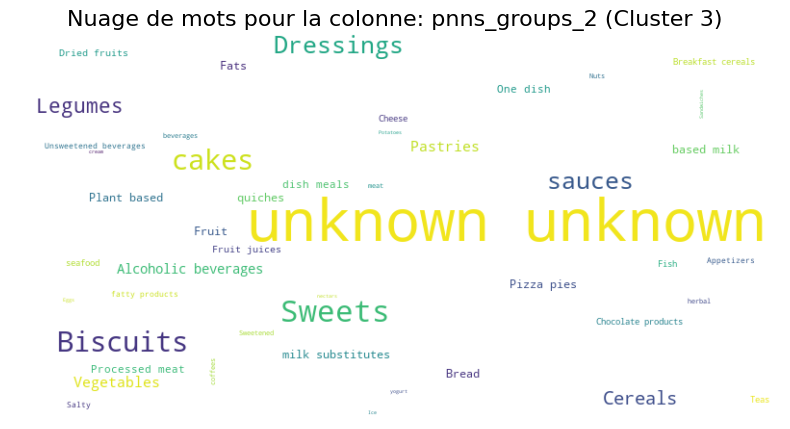 Nuage de mots pour la colonne: pnns_groups_2 (Cluster 3)
Dressings
Dried fruits
Fats
Breakfast cereals
Nuts
One dish
Sandwiches
Legumes
Cheese
Potatoes
beverages
Unsweetened beverages
cream
Pastries
based milk
cakes
dish meals
meat
sauces
Plant based
quiches
unknown unknown
Fruit
Fruit juices
seafood
Alcoholic beverages
Fish
Appetizers
Pizza pies
fatty products
herbal
Sweets
Chocolate products
Sweetened
Biscuits
milk substitutes
Processed meat
coffees
Vegetables
Bread
yogurt
Cereals
Teas
Salty
Ice